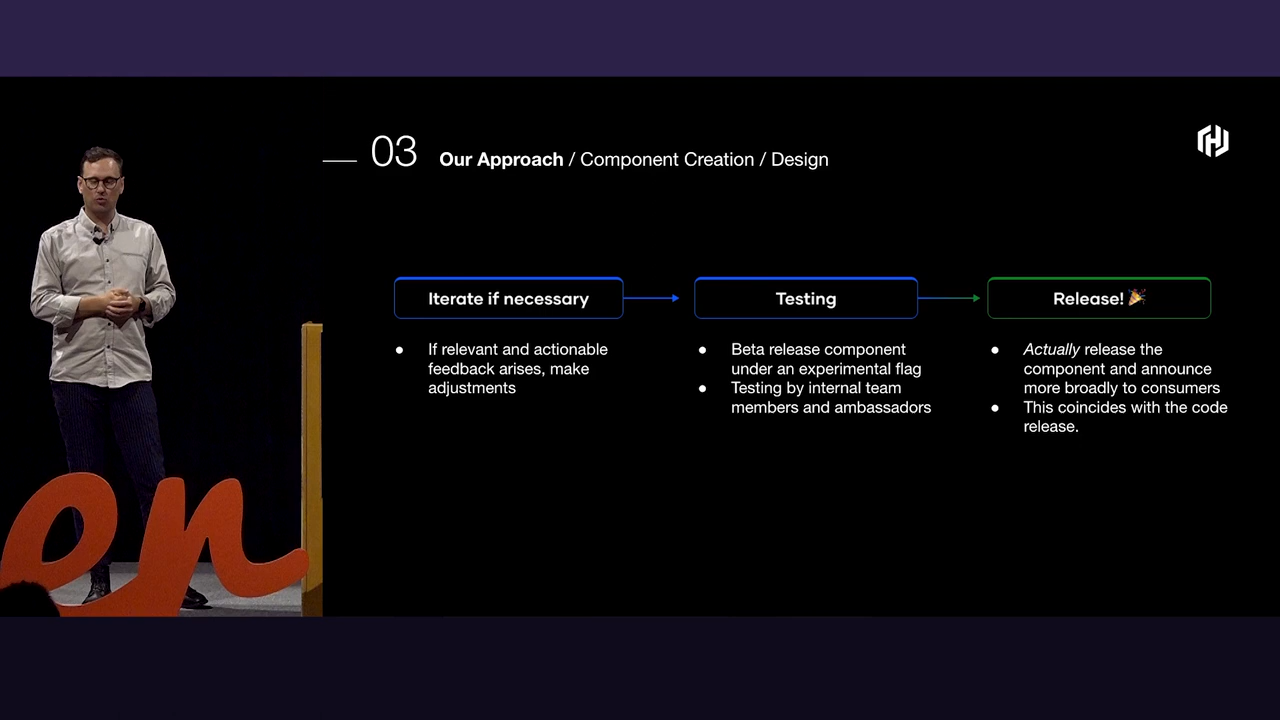 03 Our Approach / Component Creation / Design
Iterate if necessary
If relevant and actionable
feedback arises, make
adjustments
Testing
Beta release component
under an experimental flag
Testing by internal team
members and ambassadors
Release! 🎉
Actually release the
component and announce
more broadly to consumers
This coincides with the code
release.
er